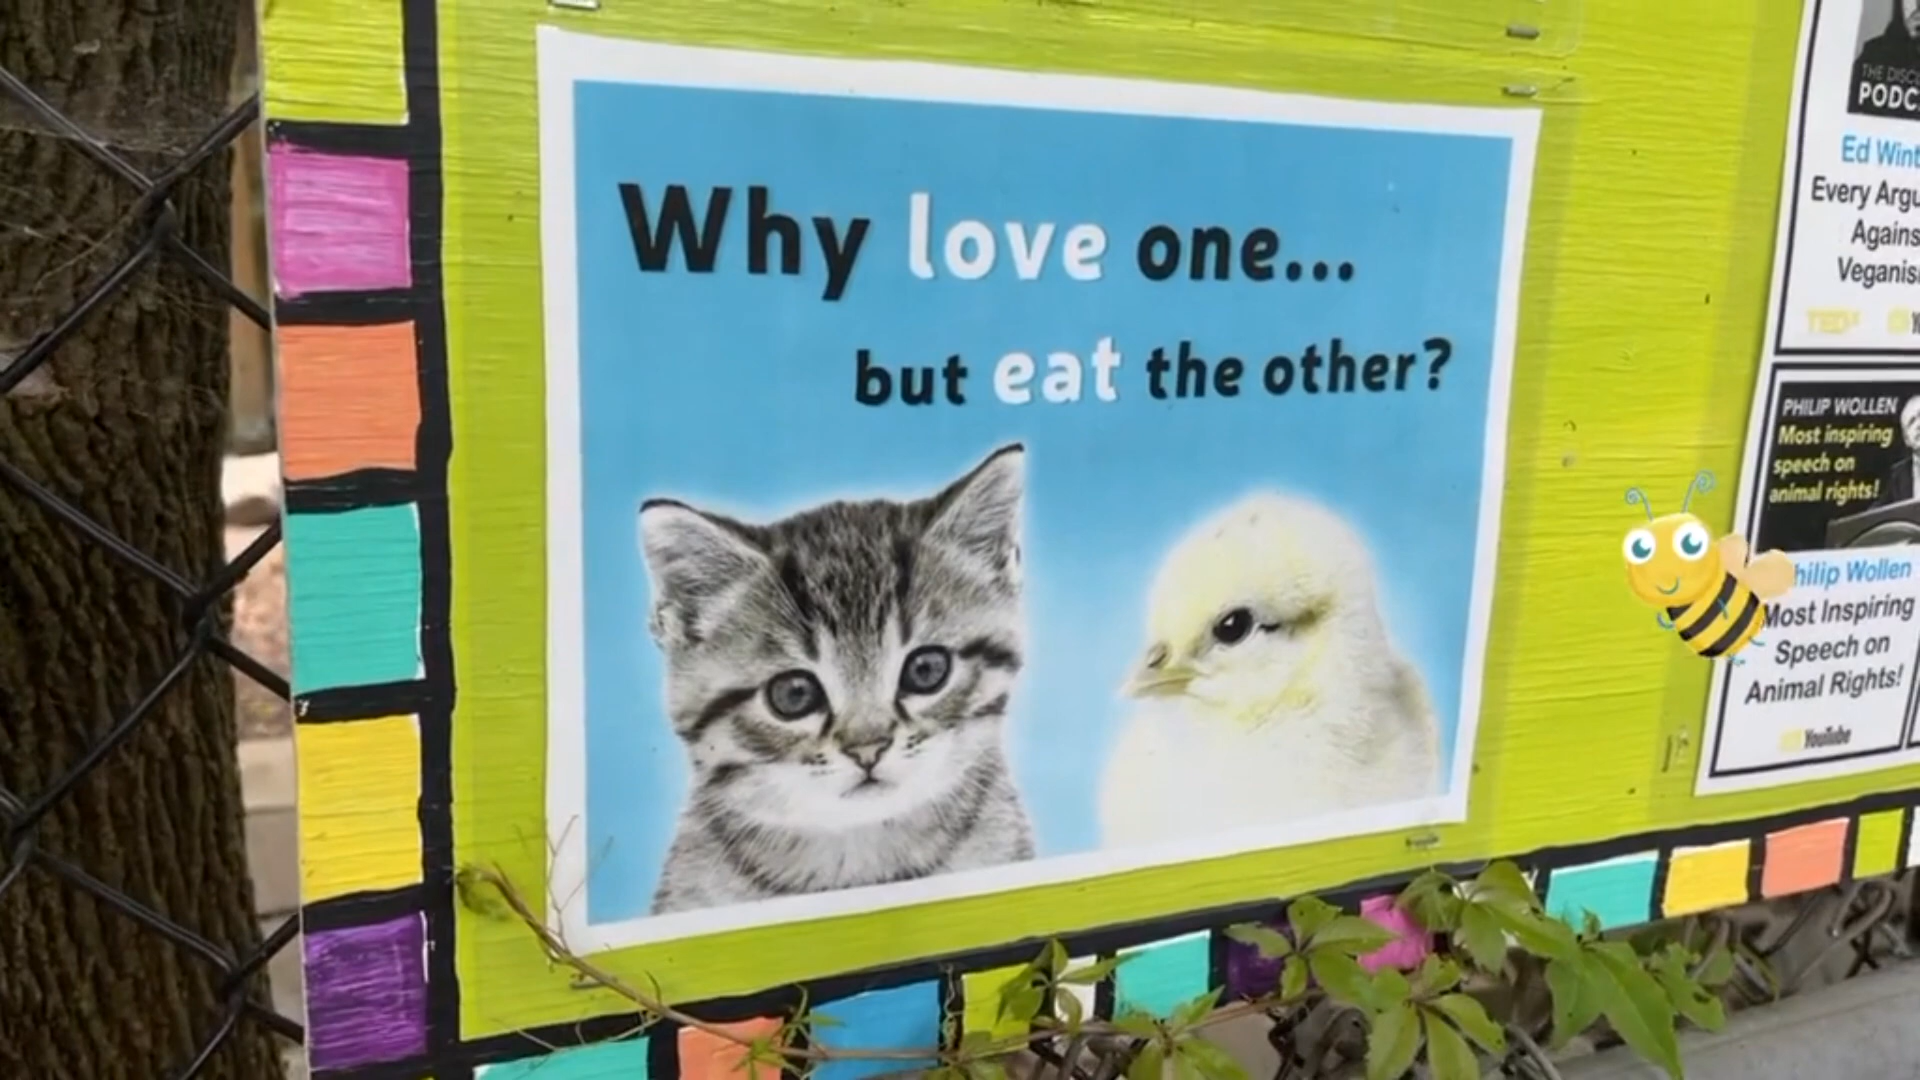 Why love one...
but eat the other?
PODC
Ed Wint
Every Argu
Agains
Veganis
TEDx
PHILIP WOLLEN
Most inspiring
speech on
animal rights!
hilip Wollen
Most Inspiring
Speech on
Animal Rights!
YouTube